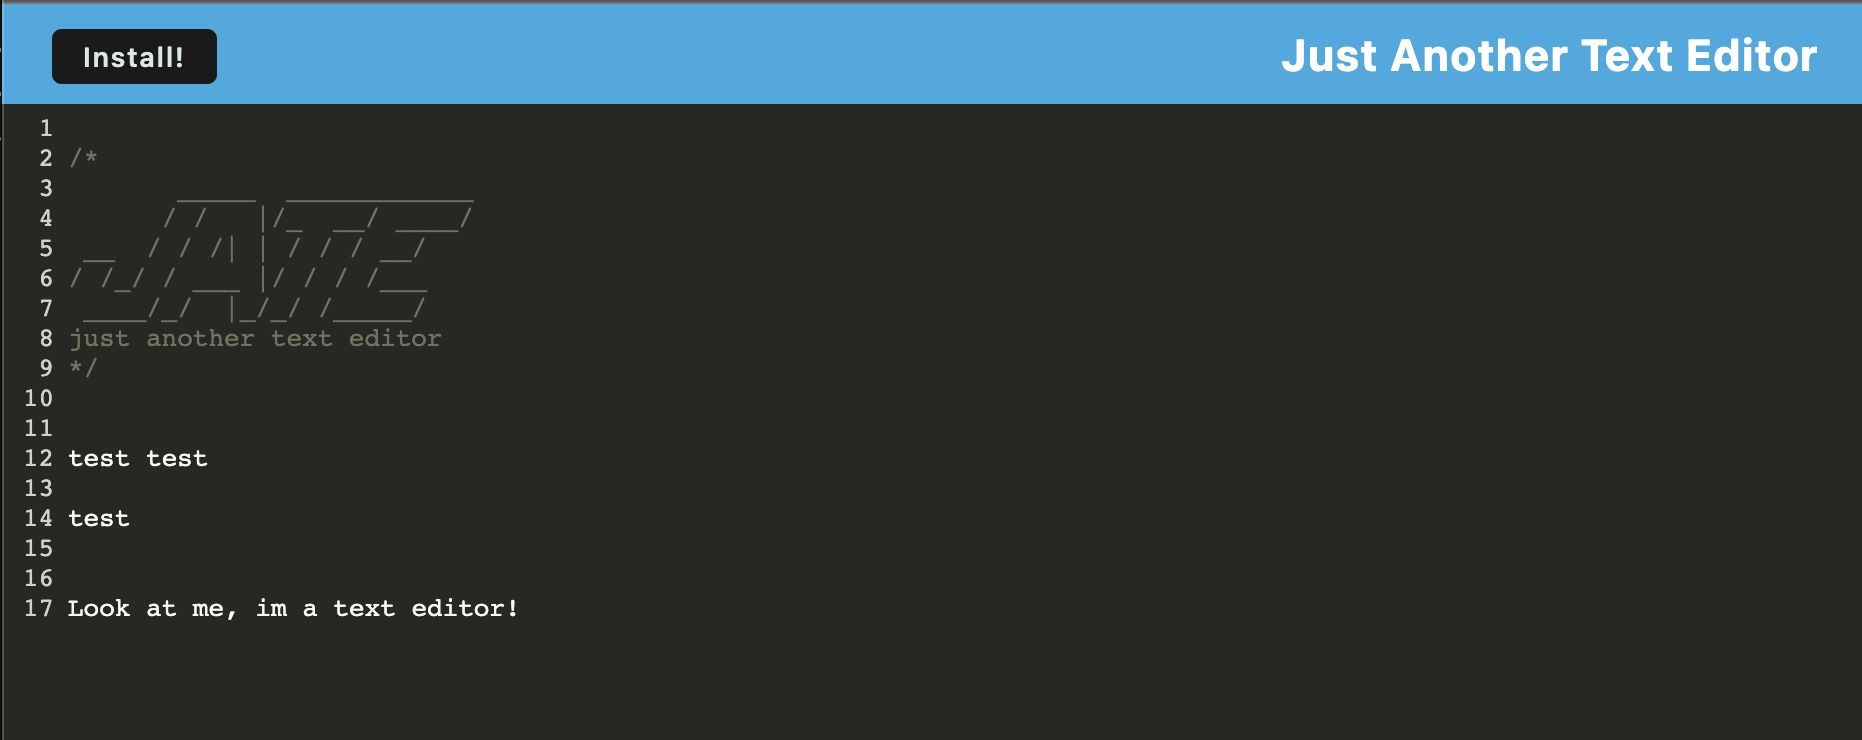 Install!
Just Another Text Editor
1
2 /*
3        _____  ____________
4       / /   |/_  __/ ____/
5  __  / / /| | / / / __/
6 / /_/ / ___ |/ / / /___
7  ____/_/  |_/_/ /_____/
8 just another text editor
9 */
10
11
12 test test
13
14 test
15
16
17 Look at me, im a text editor!